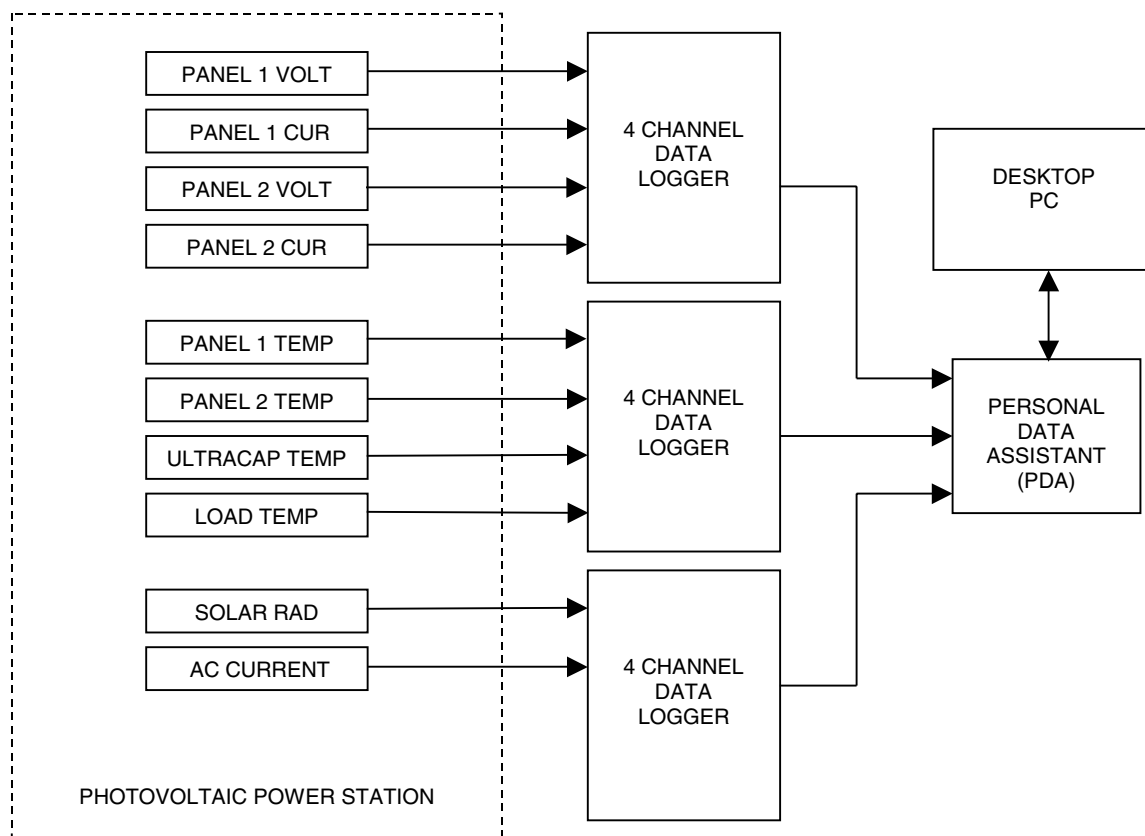 PANEL 1 VOLT
PANEL 1 CUR
PANEL 2 VOLT
PANEL 2 CUR
4 CHANNEL
DATA
LOGGER
DESKTOP
PC
PANEL 1 TEMP
PANEL 2 TEMP
ULTRACAP TEMP
LOAD TEMP
4 CHANNEL
DATA
LOGGER
PERSONAL
DATA
ASSISTANT
(PDA)
SOLAR RAD
AC CURRENT
4 CHANNEL
DATA
LOGGER
PHOTOVOLTAIC POWER STATION